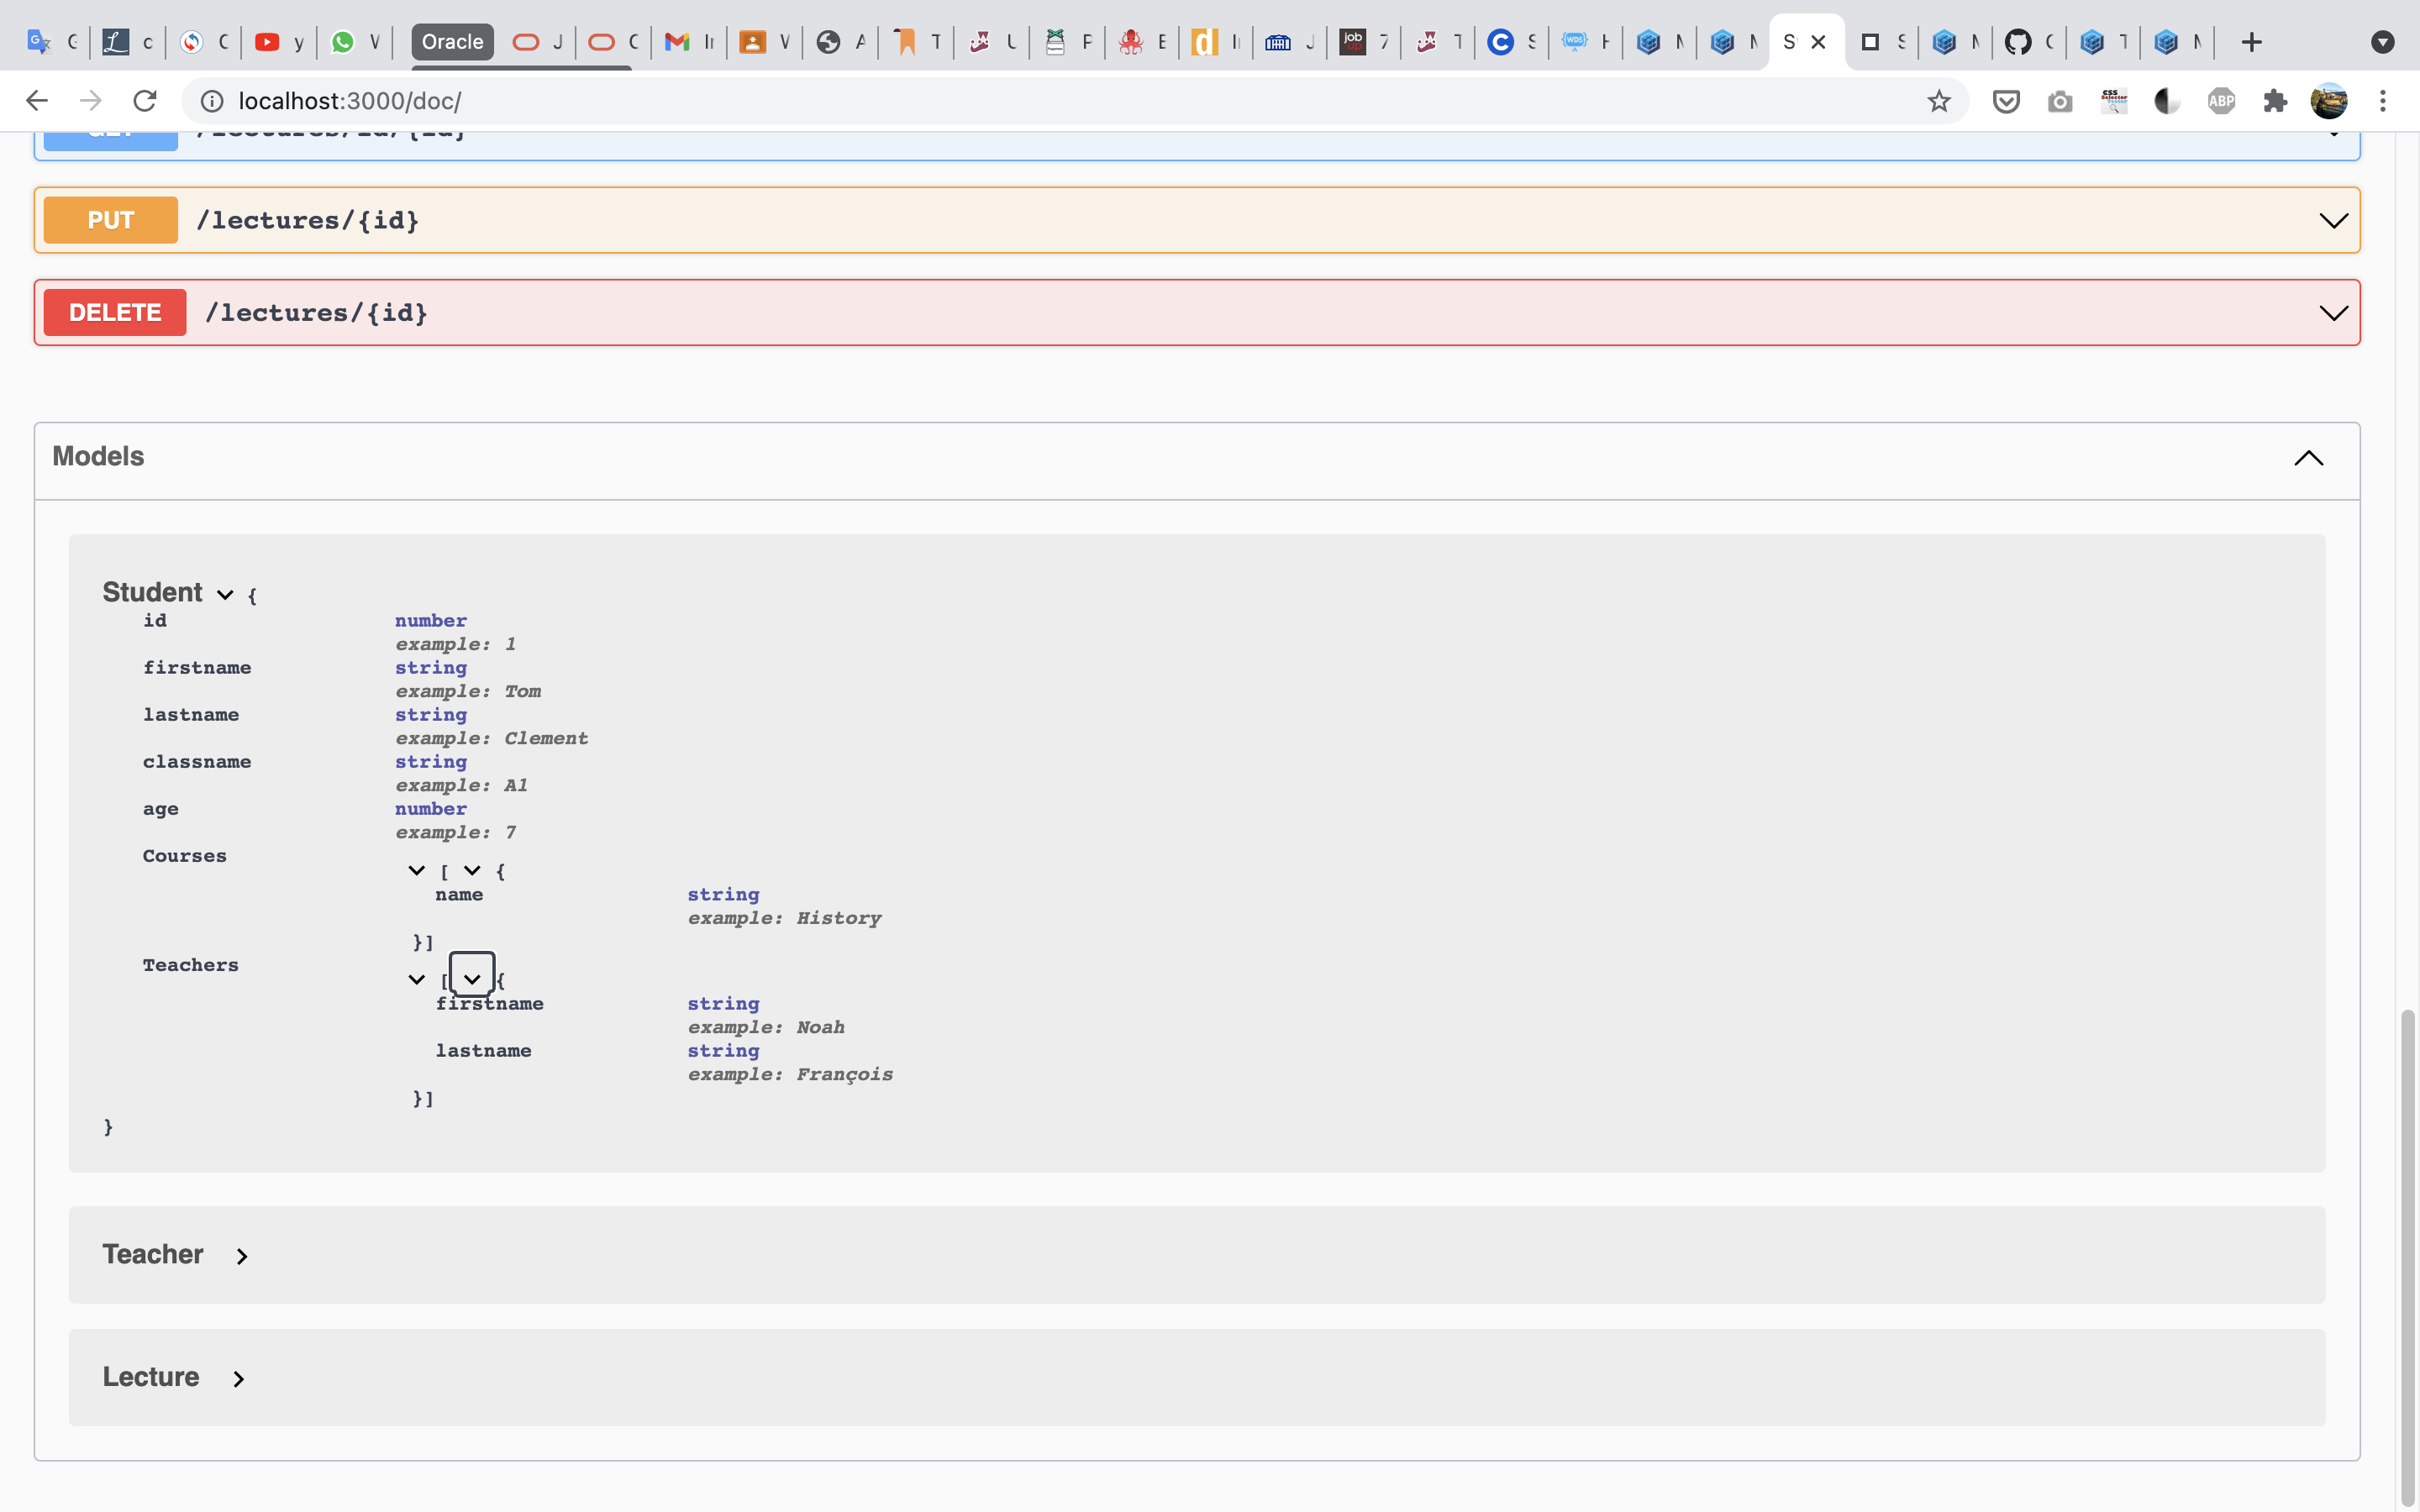 Oracle
localhost:3000/doc/
GET /lectures/id/{id}
PUT /lectures/{id}
DELETE /lectures/{id}
Models
Student {
id number
example: 1
firstname string
example: Tom
lastname string
example: Clement
classname string
example: A1
age number
example: 7
Courses
[ {
name string
example: History
}]
Teachers
[ {
firstname string
example: Noah
lastname string
example: François
}]
}
Teacher
Lecture